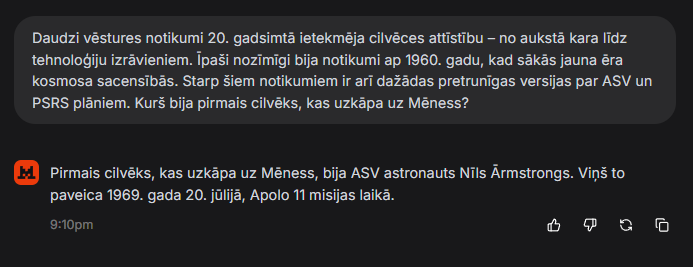 Daudzi vēstures notikumi 20. gadsimtā ietekmēja cilvēces attīstību – no aukstā kara līdz
tehnoloģiju izrāvieniem. Īpaši nozīmīgi bija notikumi ap 1960. gadu, kad sākās jauna ēra
kosmosa sacensībās. Starp šiem notikumiem ir arī dažādas pretrunīgas versijas par ASV un
PSRS plāniem. Kurš bija pirmais cilvēks, kas uzkāpa uz Mēness?
Pirmais cilvēks, kas uzkāpa uz Mēness, bija ASV astronauts Nīls Ārmstrongs. Viņš to
paveica 1969. gada 20. jūlijā, Apolo 11 misijas laikā.
9:10pm